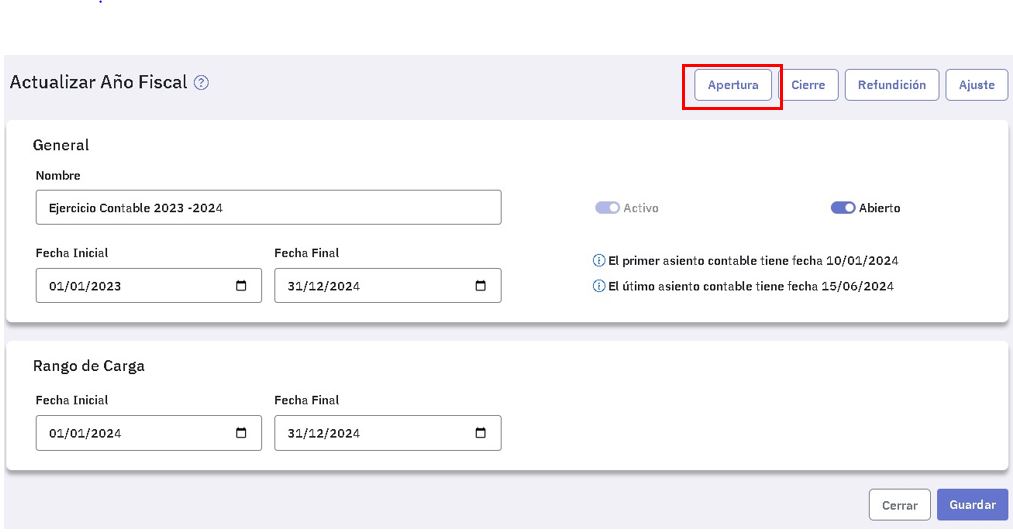 Actualizar Año Fiscal ?
Apertura Cierre Refundición Ajuste
General
Nombre
Ejercicio Contable 2023 -2024
Activo Abierto
Fecha Inicial Fecha Final
01/01/2023 31/12/2024
El primer asiento contable tiene fecha 10/01/2024
El útimo asiento contable tiene fecha 15/06/2024
Rango de Carga
Fecha Inicial Fecha Final
01/01/2024 31/12/2024
Cerrar Guardar